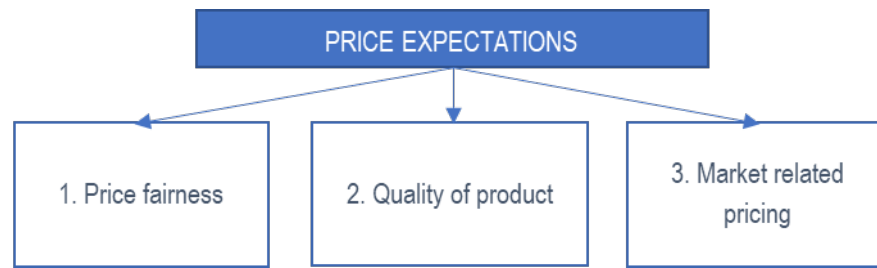 PRICE EXPECTATIONS
1. Price fairness
2. Quality of product
3. Market related
pricing